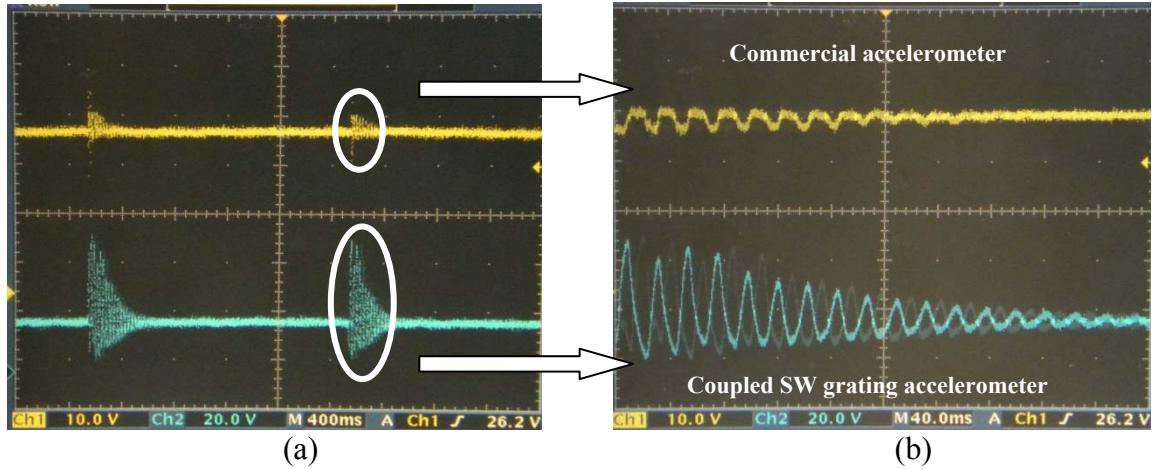 Commercial accelerometer
Coupled SW grating accelerometer
Ch1 10.0 V Ch2 20.0 V M 400ms A Ch1 26.2 V
Ch1 10.0 V Ch2 20.0 V M 40.0ms A Ch1 26.2 V
(a)
(b)